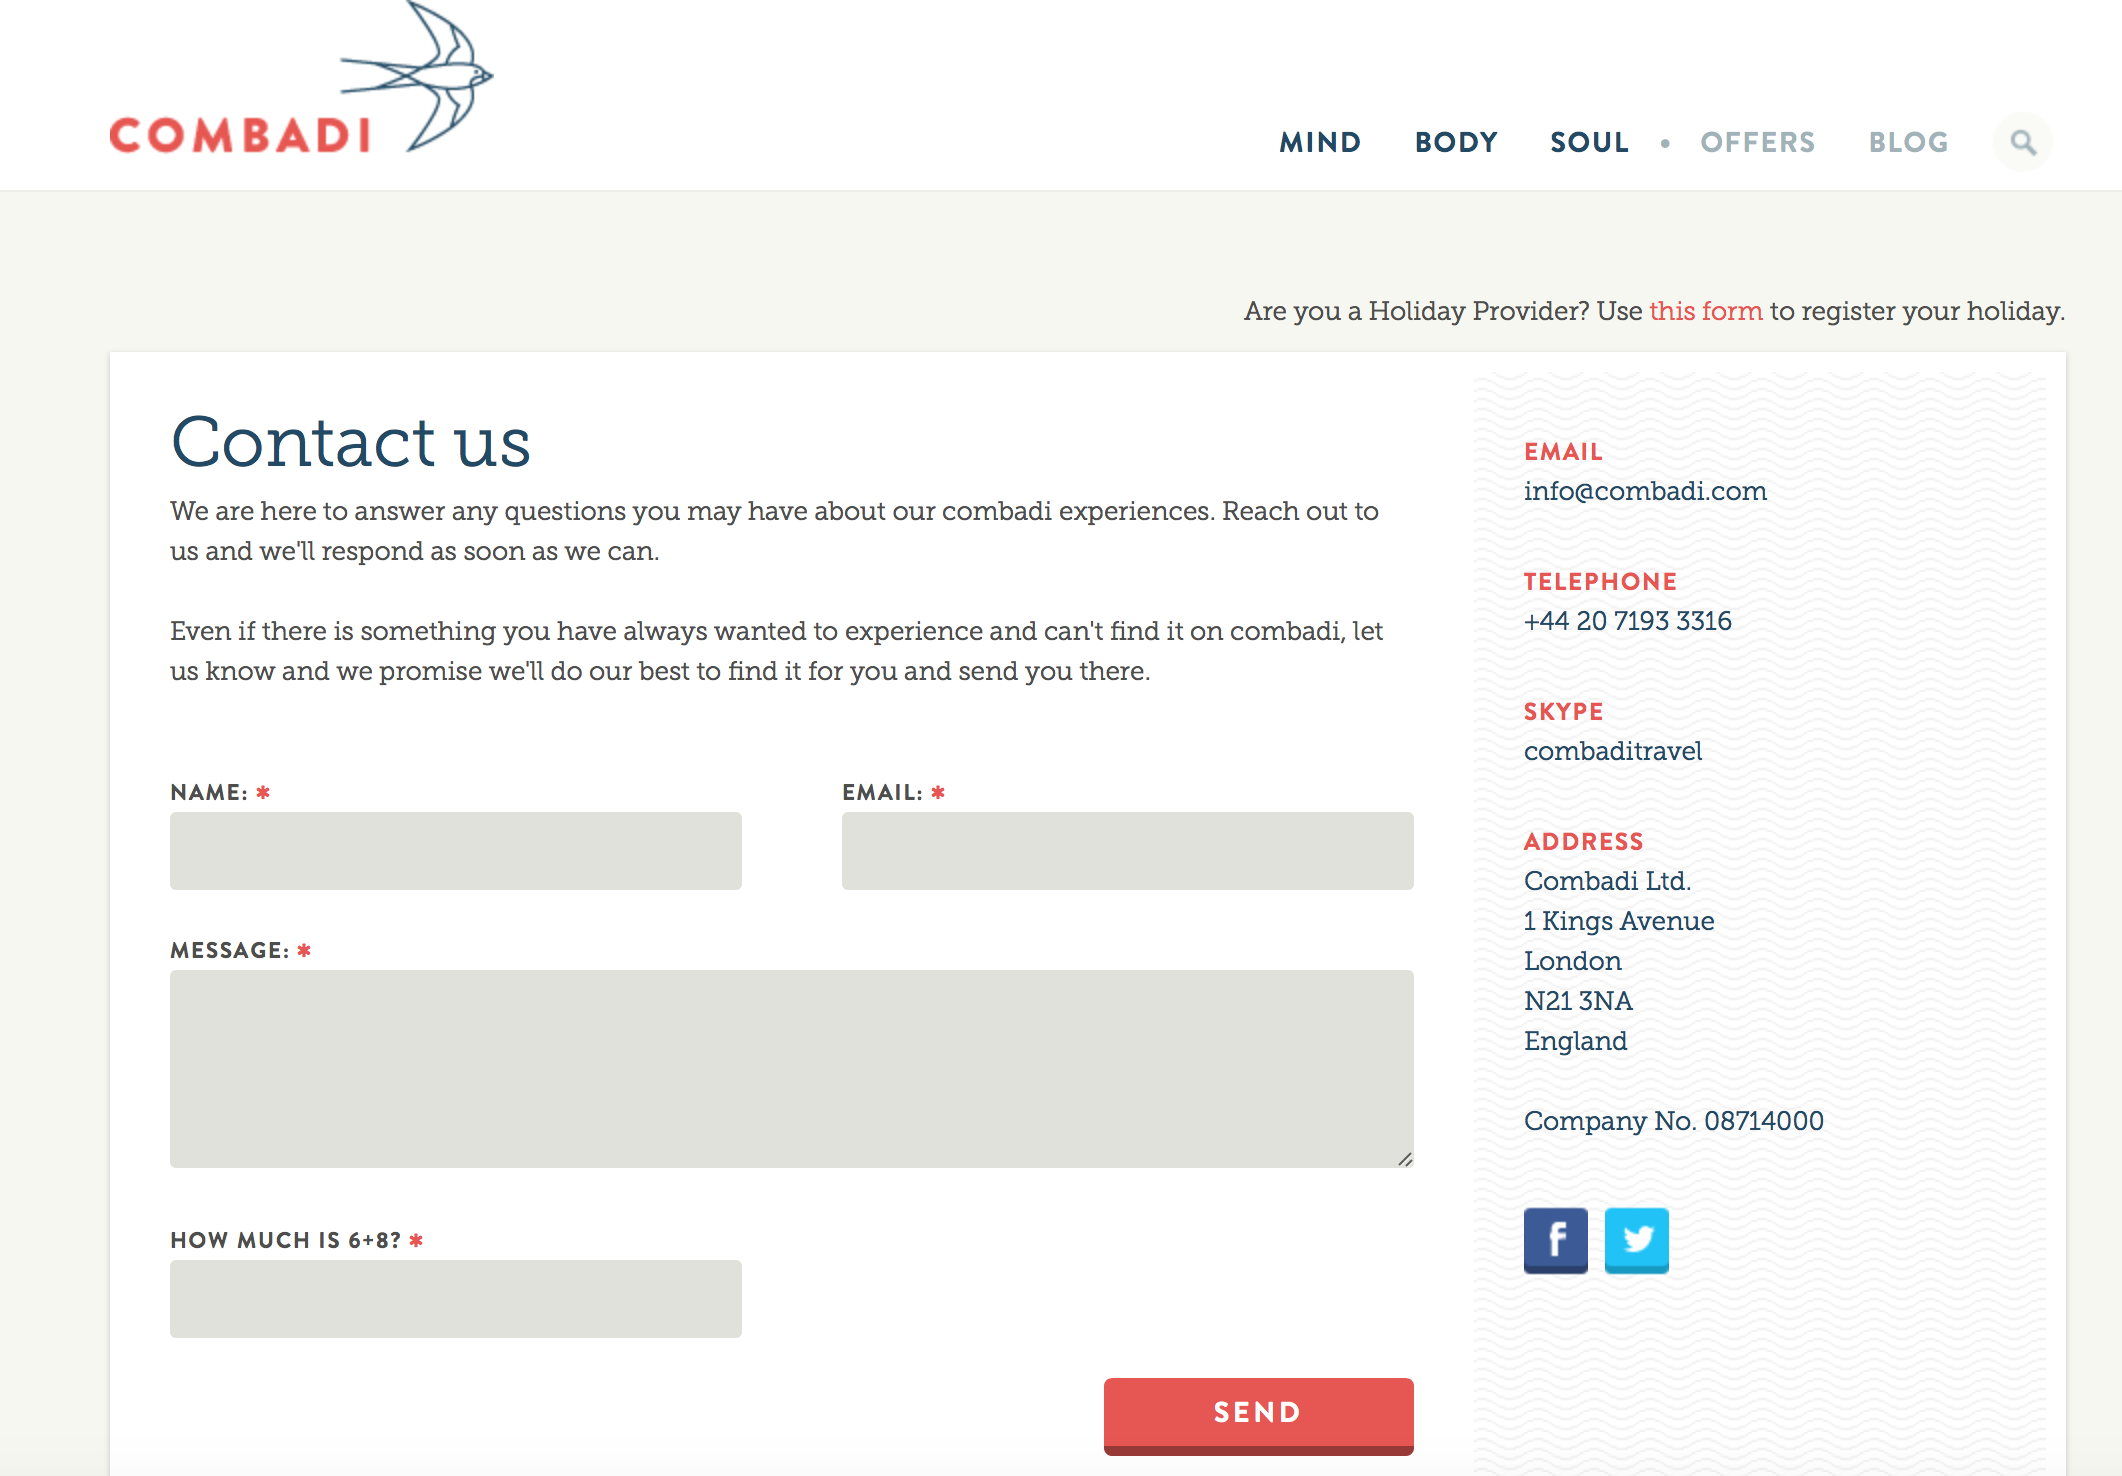 COMBADI
MIND BODY SOUL • OFFERS BLOG
Are you a Holiday Provider? Use this form to register your holiday.
Contact us
We are here to answer any questions you may have about our combadi experiences. Reach out to
us and we'll respond as soon as we can.
Even if there is something you have always wanted to experience and can't find it on combadi, let
us know and we promise we'll do our best to find it for you and send you there.
NAME: *
EMAIL: *
MESSAGE: *
HOW MUCH IS 6+8? *
SEND
EMAIL
info@combadi.com
TELEPHONE
+44 20 7193 3316
SKYPE
combaditravel
ADDRESS
Combadi Ltd.
1 Kings Avenue
London
N21 3NA
England
Company No. 08714000